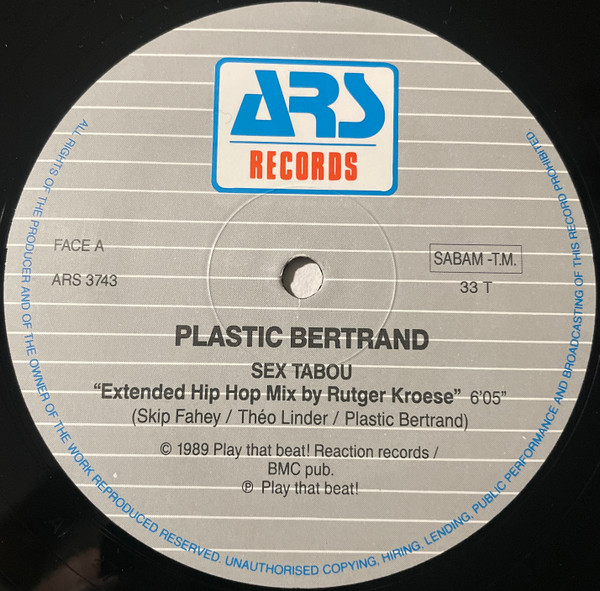 ARS
RECORDS
FACE A
ARS 3743
SABAM -T.M.
33 T
PLASTIC BERTRAND
SEX TABOU
“Extended Hip Hop Mix by Rutger Kroese” 6'05”
(Skip Fahey / Théo Linder / Plastic Bertrand)
© 1989 Play that beat! Reaction records /
BMC pub.
℗ Play that beat!
ALL RIGHTS OF THE PRODUCER AND OF THE OWNER OF THE WORK REPRODUCED RESERVED. UNAUTHORISED COPYING, HIRING, LENDING, PUBLIC PERFORMANCE AND BROADCASTING OF THIS RECORD PROHIBITED.